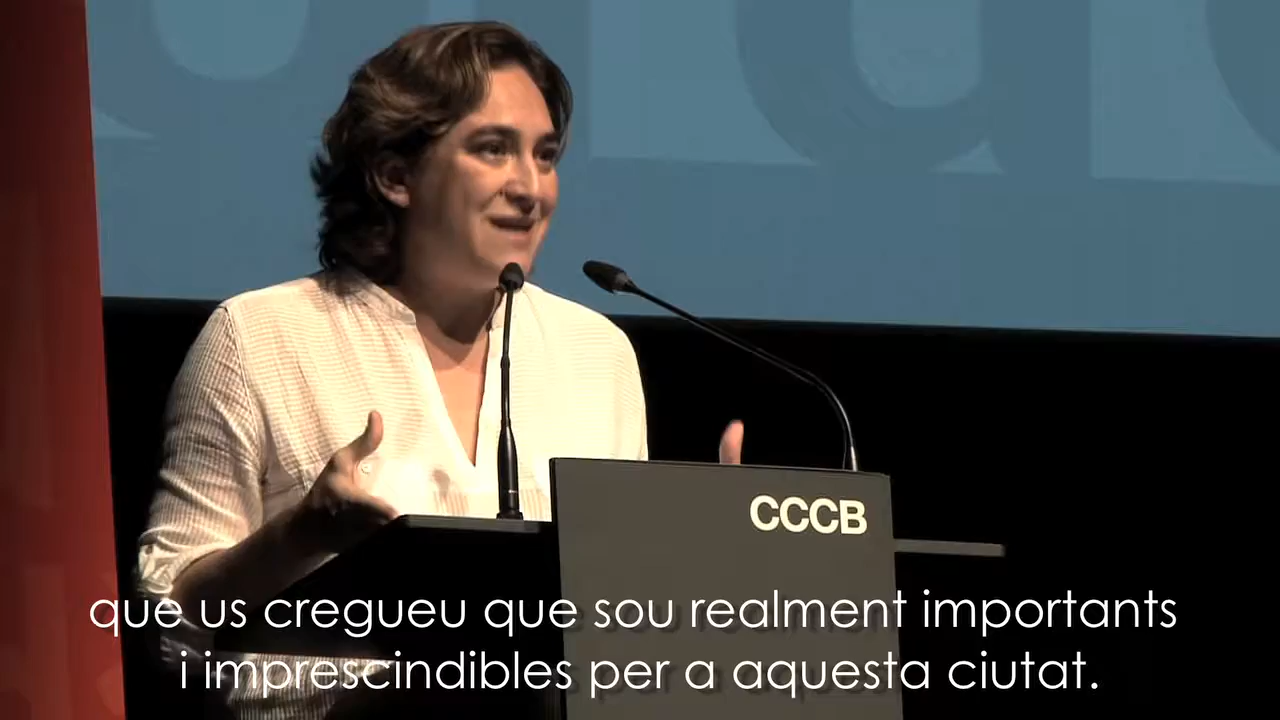 CCCB
que us cregueu que sou realment importants
i imprescindibles per a aquesta ciutat.